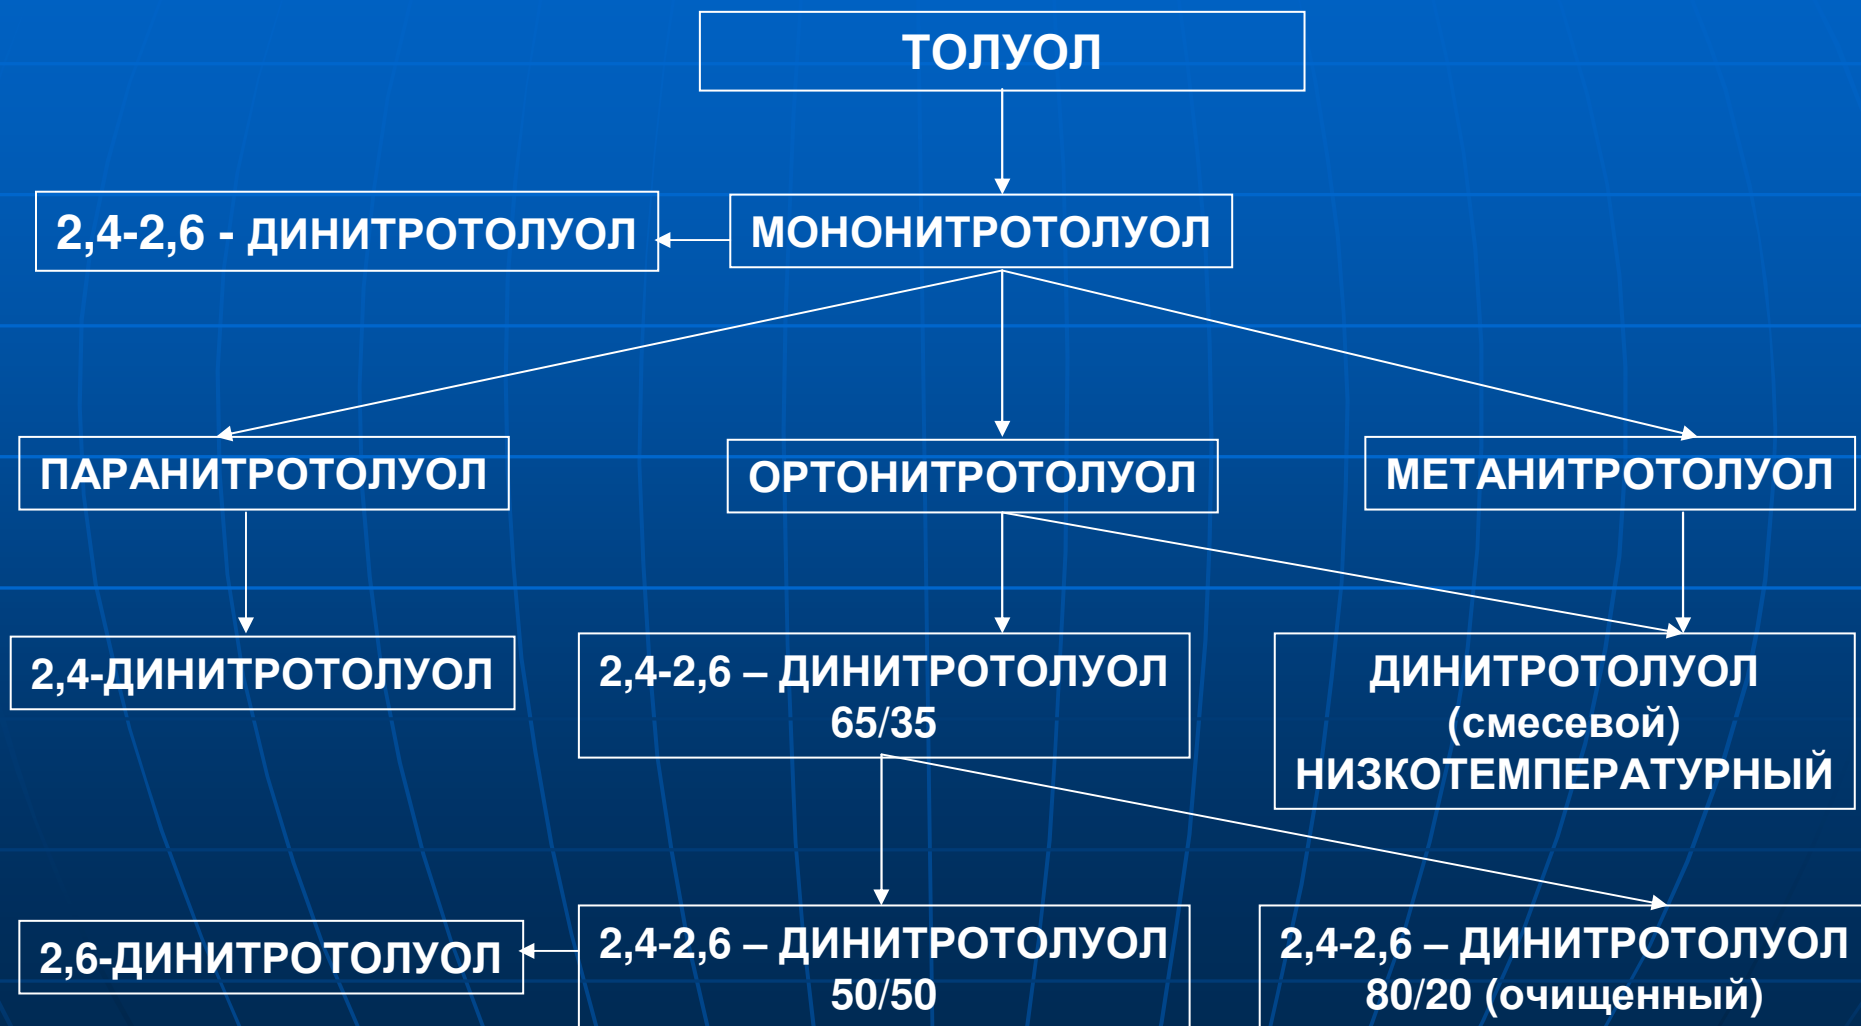 ТОЛУОЛ
2,4-2,6 - ДИНИТРОТОЛУОЛ
МОНОНИТРОТОЛУОЛ
ПАРАНИТРОТОЛУОЛ
ОРТОНИТРОТОЛУОЛ
МЕТАНИТРОТОЛУОЛ
2,4-ДИНИТРОТОЛУОЛ
2,4-2,6 – ДИНИТРОТОЛУОЛ
65/35
ДИНИТРОТОЛУОЛ
(смесевой)
НИЗКОТЕМПЕРАТУРНЫЙ
2,6-ДИНИТРОТОЛУОЛ
2,4-2,6 – ДИНИТРОТОЛУОЛ
50/50
2,4-2,6 – ДИНИТРОТОЛУОЛ
80/20 (очищенный)